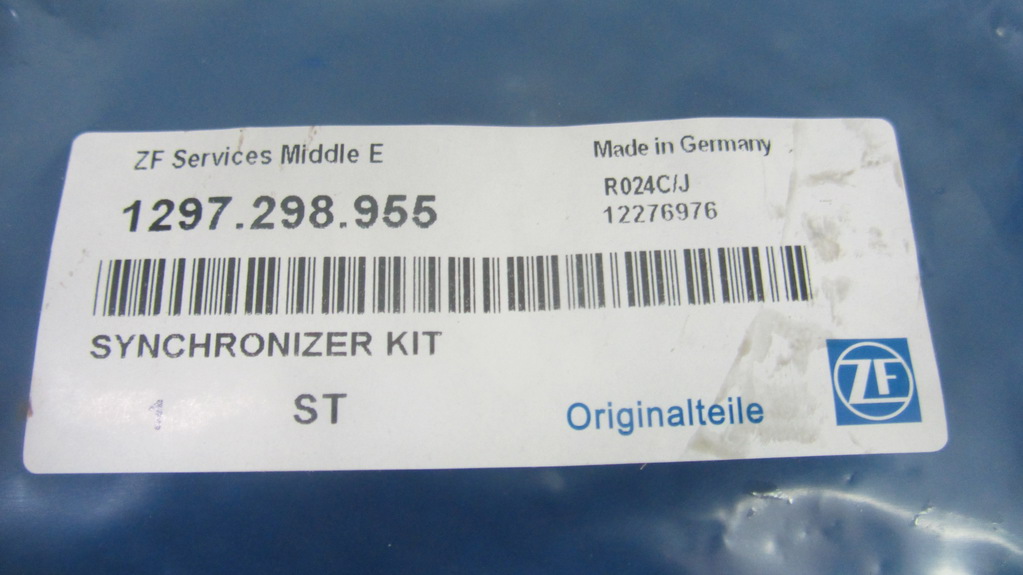 ZF Services Middle E
Made in Germany
1297.298.955
R024C/J
12276976
SYNCHRONIZER KIT
ST
Originalteile
ZF